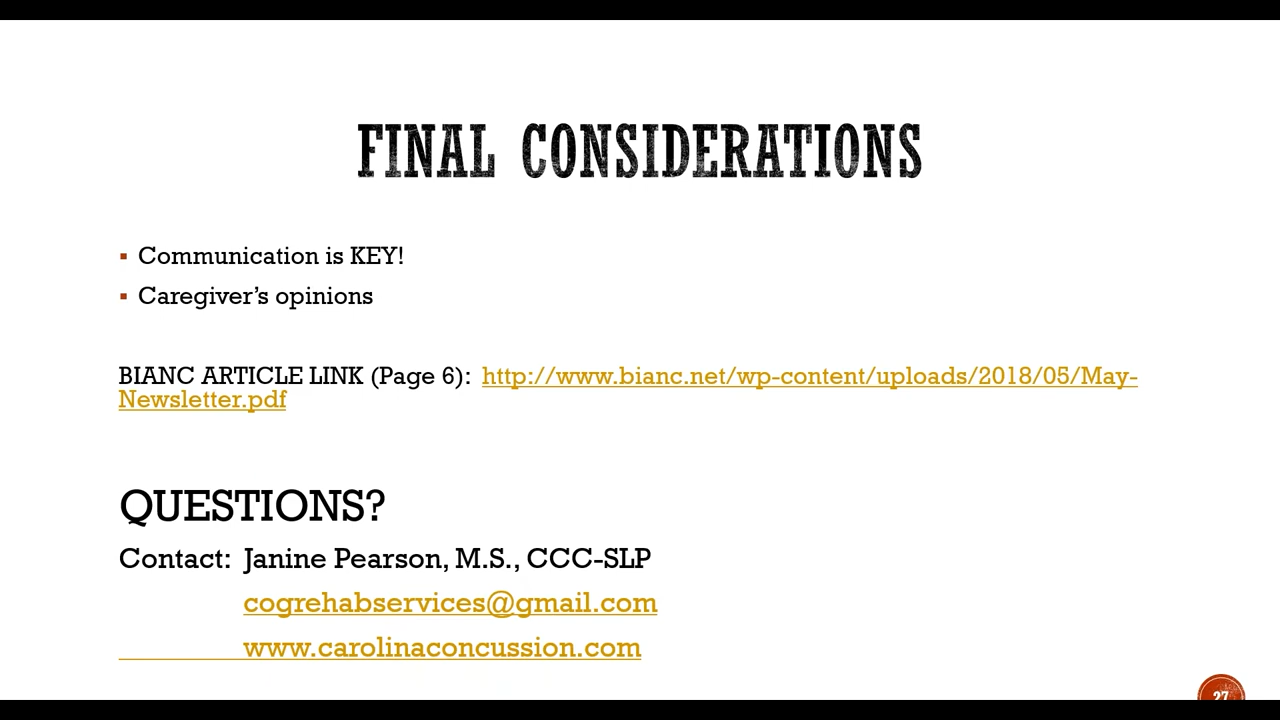 FINAL CONSIDERATIONS
▪ Communication is KEY!
▪ Caregiver's opinions
BIANC ARTICLE LINK (Page 6): http://www.bianc.net/wp-content/uploads/2018/05/May-
Newsletter.pdf
QUESTIONS?
Contact: Janine Pearson, M.S., CCC-SLP
cogrehabservices@gmail.com
www.carolinaconcussion.com
27